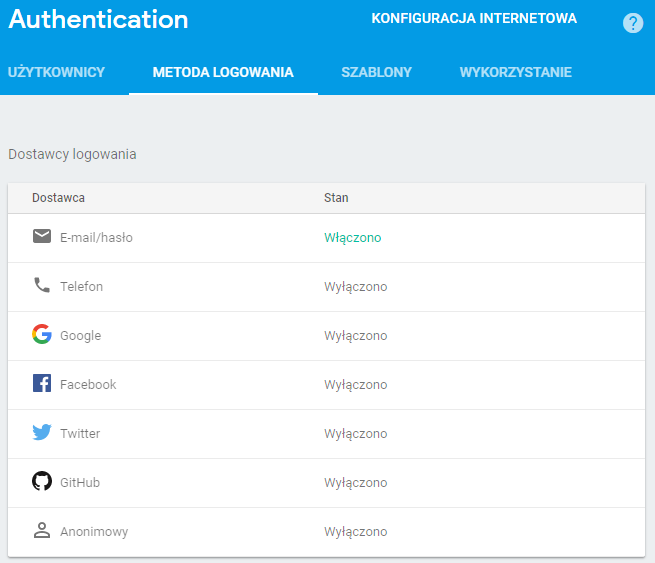 Authentication
KONFIGURACJA INTERNETOWA
?
UŻYTKOWNICY METODA LOGOWANIA SZABLONY WYKORZYSTANIE
Dostawcy logowania
Dostawca Stan
E-mail/hasło Włączono
Telefon Wyłączono
Google Wyłączono
Facebook Wyłączono
Twitter Wyłączono
GitHub Wyłączono
Anonimowy Wyłączono